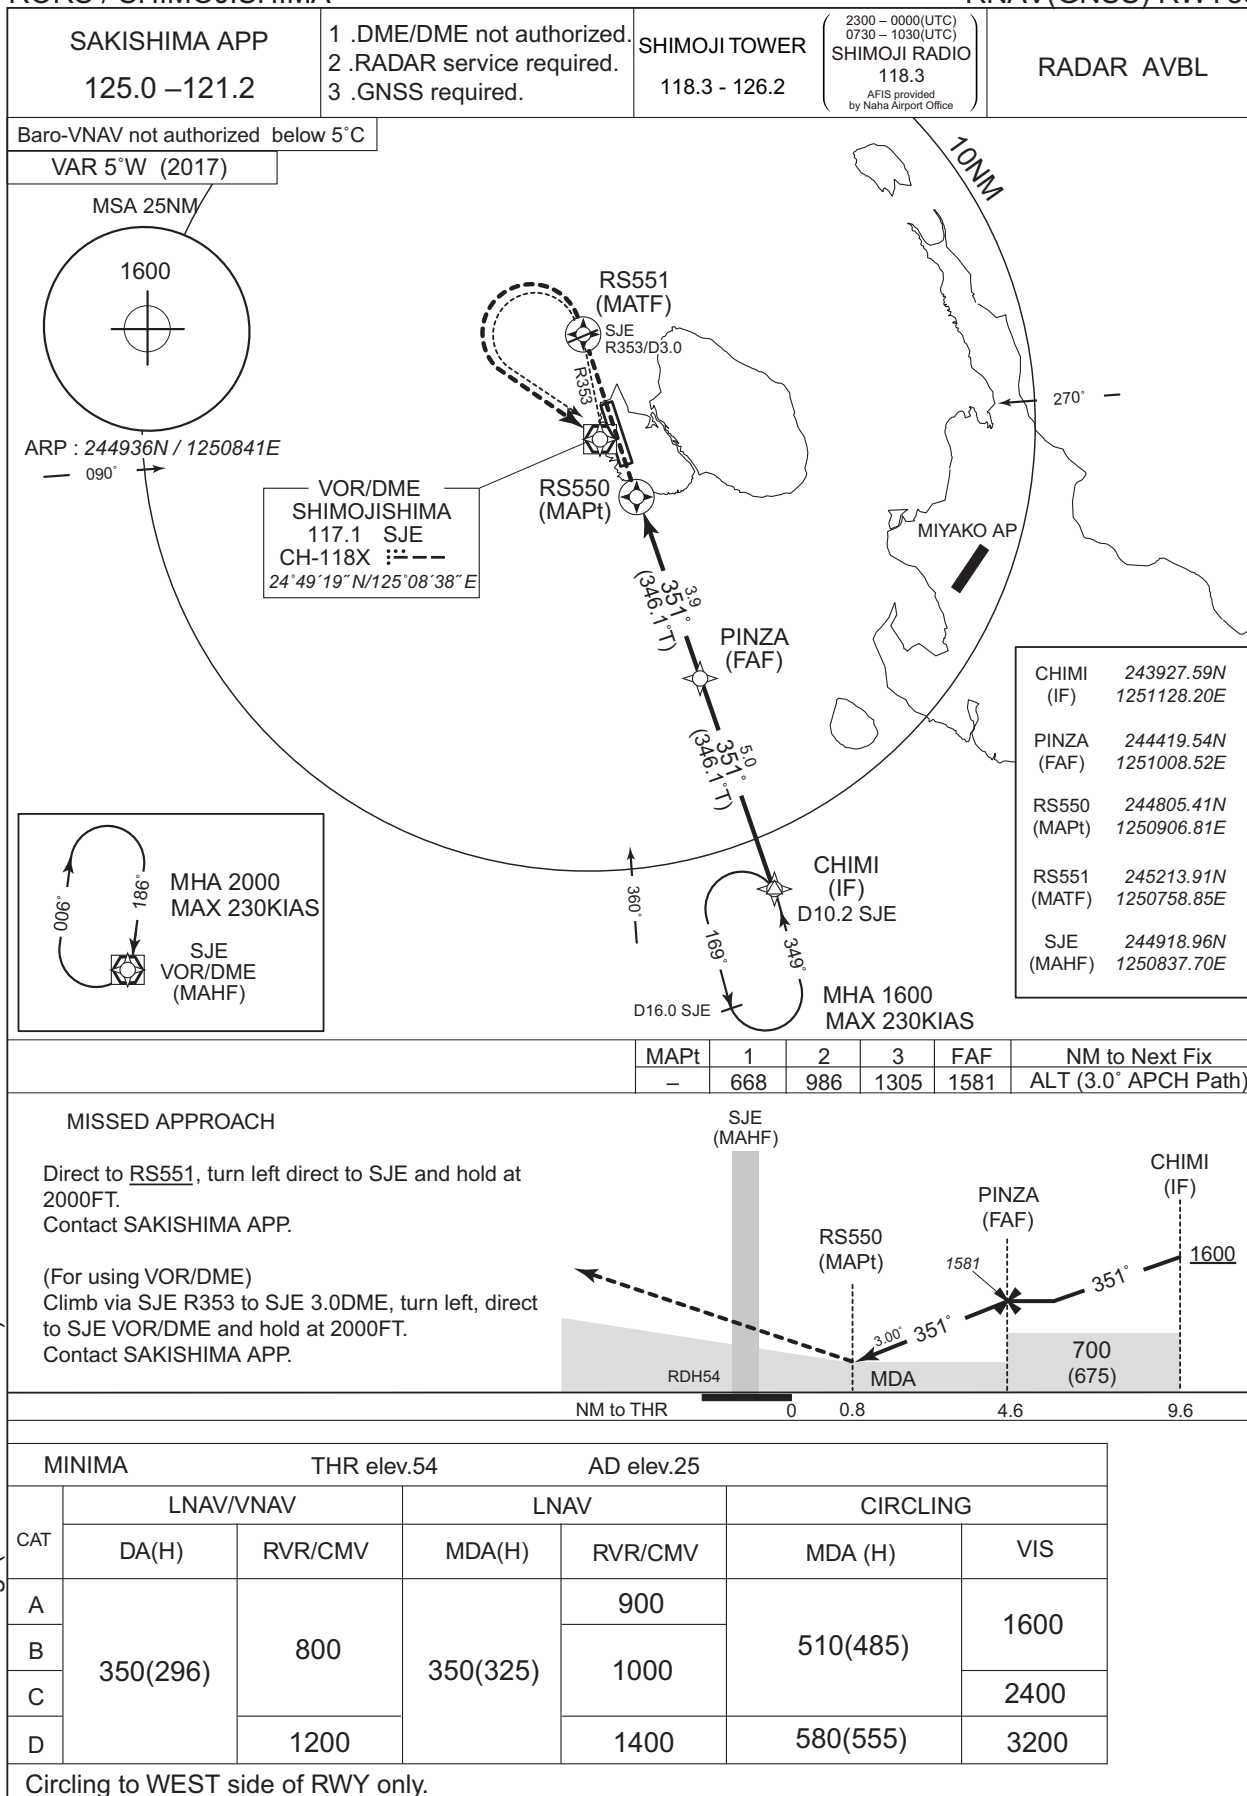 SAKISHIMA APP
125.0 –121.2
1 .DME/DME not authorized.
2 .RADAR service required.
3 .GNSS required.
SHIMOJI TOWER
118.3 - 126.2
2300 – 0000(UTC)
0730 – 1030(UTC)
SHIMOJI RADIO
118.3
AFIS provided
by Naha Airport Office
RADAR AVBL
Baro-VNAV not authorized below 5˚C
VAR 5˚W (2017)
MSA 25NM
1600
ARP : 244936N / 1250841E
090˚
10NM
RS551
(MATF)
SJE
R353/D3.0
R353
270˚
VOR/DME
SHIMOJISHIMA
117.1 SJE
CH-118X
24˚49´19˝N/125˚08´38˝E
RS550
(MAPt)
MIYAKO AP
3.9
351˚
(346.1˚T)
PINZA
(FAF)
5.0
351˚
(346.1˚T)
CHIMI 243927.59N
(IF) 1251128.20E
PINZA 244419.54N
(FAF) 1251008.52E
RS550 244805.41N
(MAPt) 1250906.81E
RS551 245213.91N
(MATF) 1250758.85E
SJE 244918.96N
(MAHF) 1250837.70E
006˚
186˚
MHA 2000
MAX 230KIAS
SJE
VOR/DME
(MAHF)
360˚
CHIMI
(IF)
D10.2 SJE
169˚
349˚
D16.0 SJE
MHA 1600
MAX 230KIAS
MAPt 1 2 3 FAF NM to Next Fix
– 668 986 1305 1581 ALT (3.0˚ APCH Path)
MISSED APPROACH
Direct to RS551, turn left direct to SJE and hold at
2000FT.
Contact SAKISHIMA APP.
(For using VOR/DME)
Climb via SJE R353 to SJE 3.0DME, turn left, direct
to SJE VOR/DME and hold at 2000FT.
Contact SAKISHIMA APP.
SJE
(MAHF)
RS550
(MAPt)
PINZA
(FAF)
CHIMI
(IF)
1581
1600
351˚
3.00˚ 351˚
700
(675)
RDH54
MDA
NM to THR 0 0.8 4.6 9.6
MINIMA THR elev.54 AD elev.25
CAT LNAV/VNAV LNAV CIRCLING
DA(H) RVR/CMV MDA(H) RVR/CMV MDA (H) VIS
A 900
B 350(296) 800 350(325) 1000 510(485) 1600
C 2400
D 1200 1400 580(555) 3200
Circling to WEST side of RWY only.